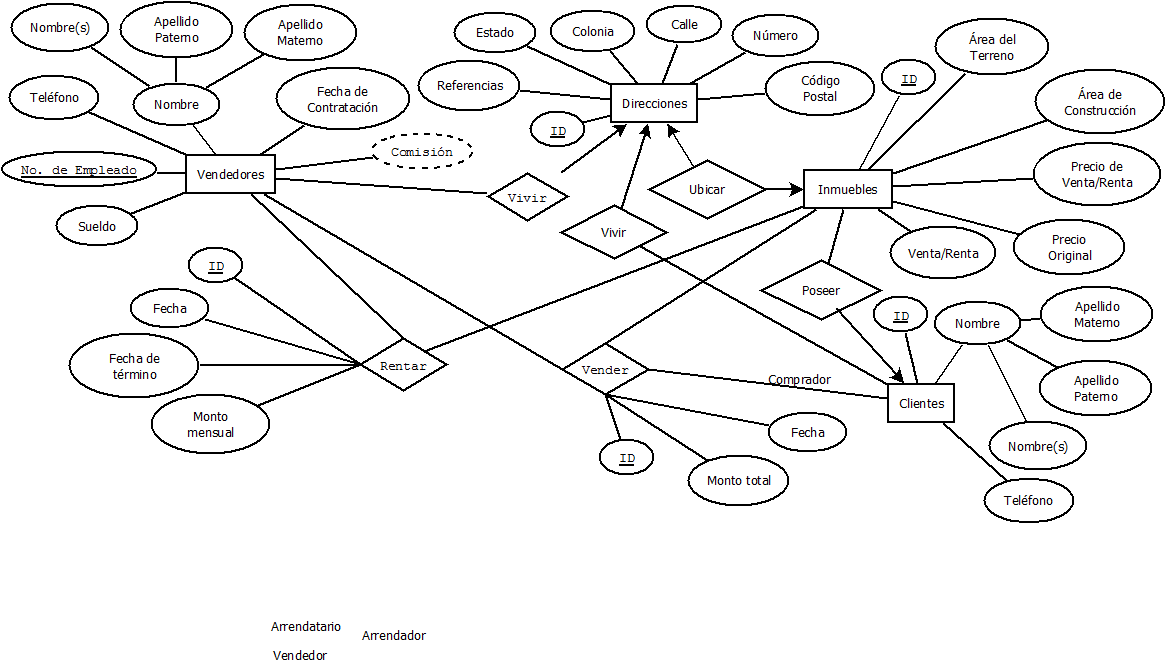 Nombre(s)
Apellido
Paterno
Apellido
Materno
Teléfono
Nombre
Fecha de
Contratación
Comisión
No. de Empleado
Vendedores
Sueldo
Estado
Colonia
Calle
Número
Referencias
Direcciones
Código
Postal
ID
Vivir
Vivir
Ubicar
Inmuebles
ID
Área del
Terreno
Área de
Construcción
Precio de
Venta/Renta
Precio
Original
Venta/Renta
Poseer
ID
Fecha
Fecha de
término
Monto
mensual
Rentar
Vender
Comprador
ID
Monto total
Fecha
Clientes
ID
Nombre
Apellido
Materno
Apellido
Paterno
Nombre(s)
Teléfono
Arrendatario
Arrendador
Vendedor